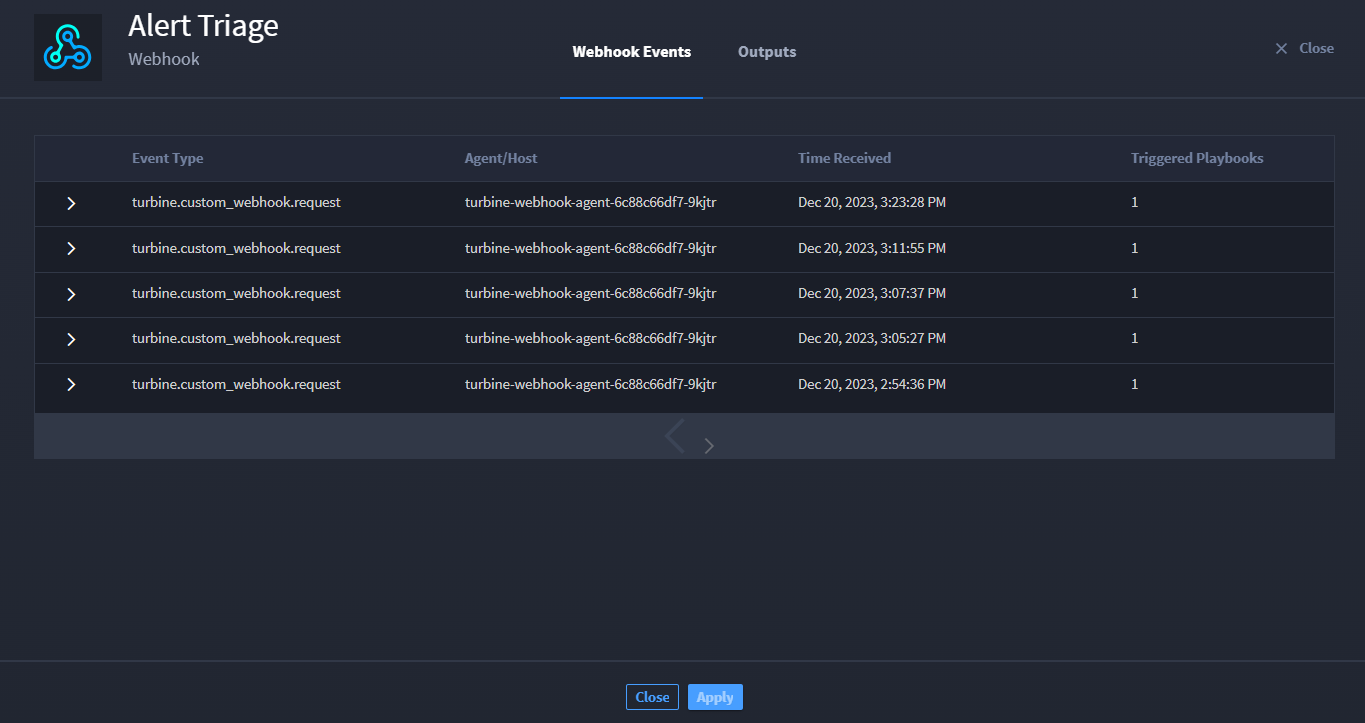 Alert Triage
Webhook
Webhook Events Outputs
Close
Event Type Agent/Host Time Received Triggered Playbooks
turbine.custom_webhook.request turbine-webhook-agent-6c88c66df7-9kjtr Dec 20, 2023, 3:23:28 PM 1
turbine.custom_webhook.request turbine-webhook-agent-6c88c66df7-9kjtr Dec 20, 2023, 3:11:55 PM 1
turbine.custom_webhook.request turbine-webhook-agent-6c88c66df7-9kjtr Dec 20, 2023, 3:07:37 PM 1
turbine.custom_webhook.request turbine-webhook-agent-6c88c66df7-9kjtr Dec 20, 2023, 3:05:27 PM 1
turbine.custom_webhook.request turbine-webhook-agent-6c88c66df7-9kjtr Dec 20, 2023, 2:54:36 PM 1
Close Apply